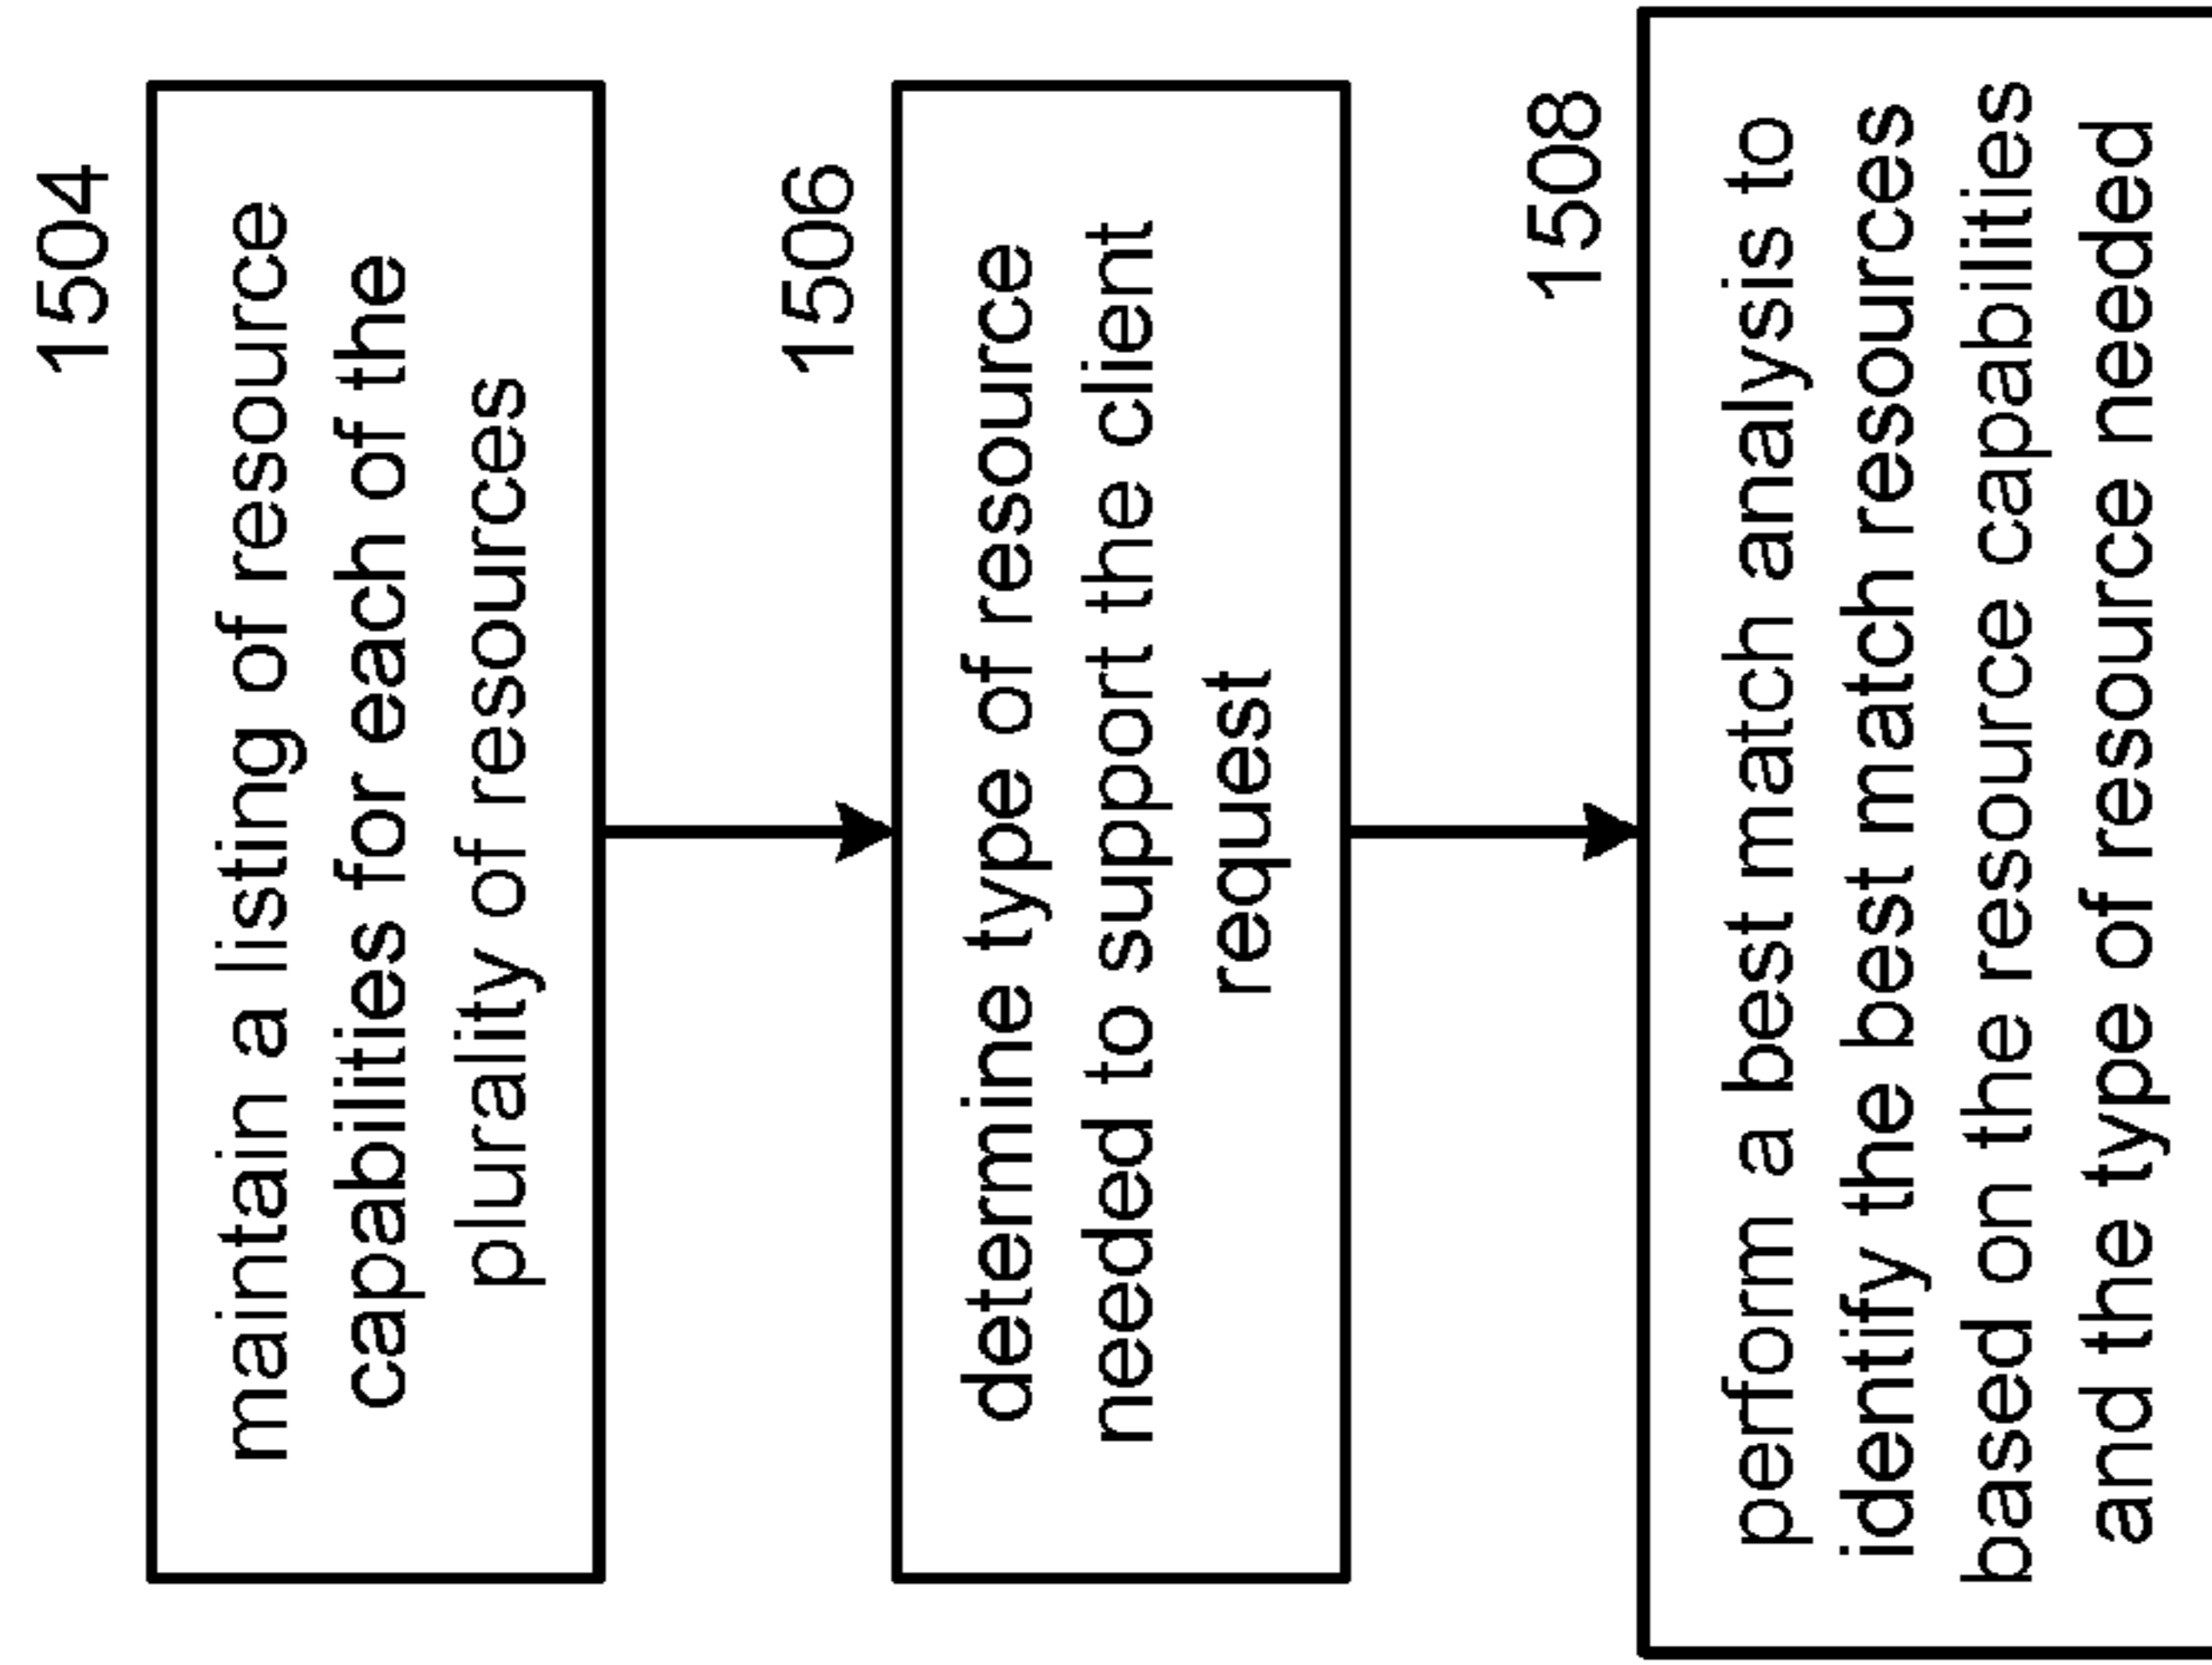 1504
maintain a listing of resource
capabilities for each of the
plurality of resources
1506
determine type of resource
needed to support the client
request
1508
perform a best match analysis to
identify the best match resources
based on the resource capabilities
and the type of resource needed